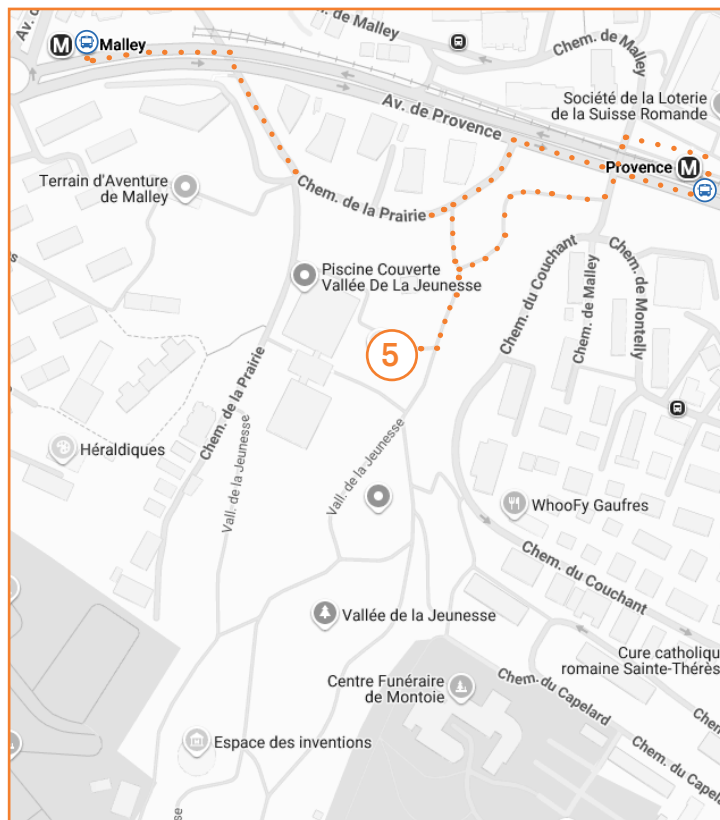 Av. d
M
Malley
Chem. de Malley
. de Malley
Av. de Provence
Société de la Loterie
de la Suisse Romande
Provence
M
Terrain d'Aventure
de Malley
Chem. de la Prairie
Piscine Couverte
Vallée De La Jeunesse
Chem. du Couchant
Chem. de Malley
Chem. de Montelly
s
5
Chem. de la Prairie
Vall. de la Jeunesse
Vall. de la Jeunesse
Héraldiques
WhooFy Gaufres
Chem. du Couchant
Vallée de la Jeunesse
Cure catholiqu
romaine Sainte-Thérès
Centre Funéraire
de Montoie
Chem. du Capelard
Chem.
Espace des inventions
Chem. du Capela
se